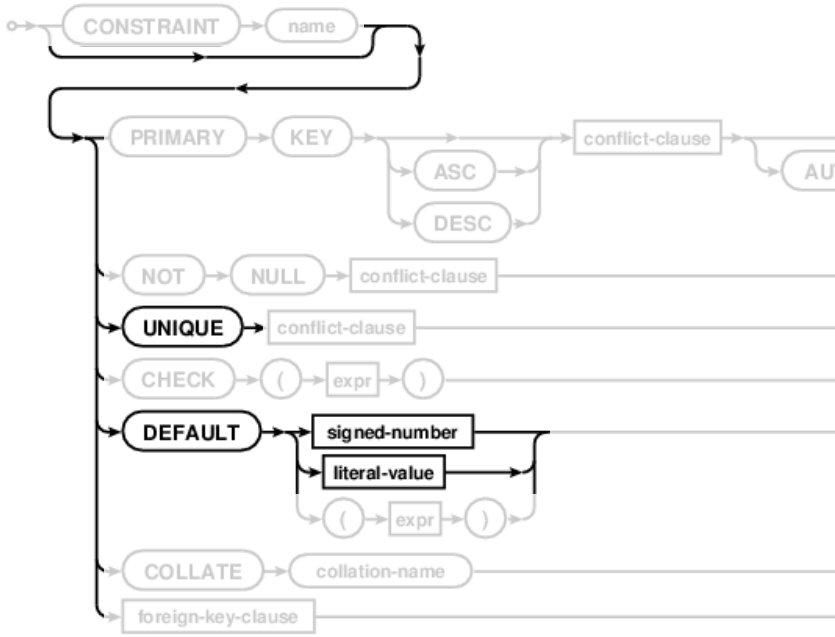 CONSTRAINT name
PRIMARY KEY conflict-clause
ASC AU
DESC
NOT NULL conflict-clause
UNIQUE conflict-clause
CHECK ( expr )
DEFAULT signed-number
literal-value
( expr )
COLLATE collation-name
foreign-key-clause